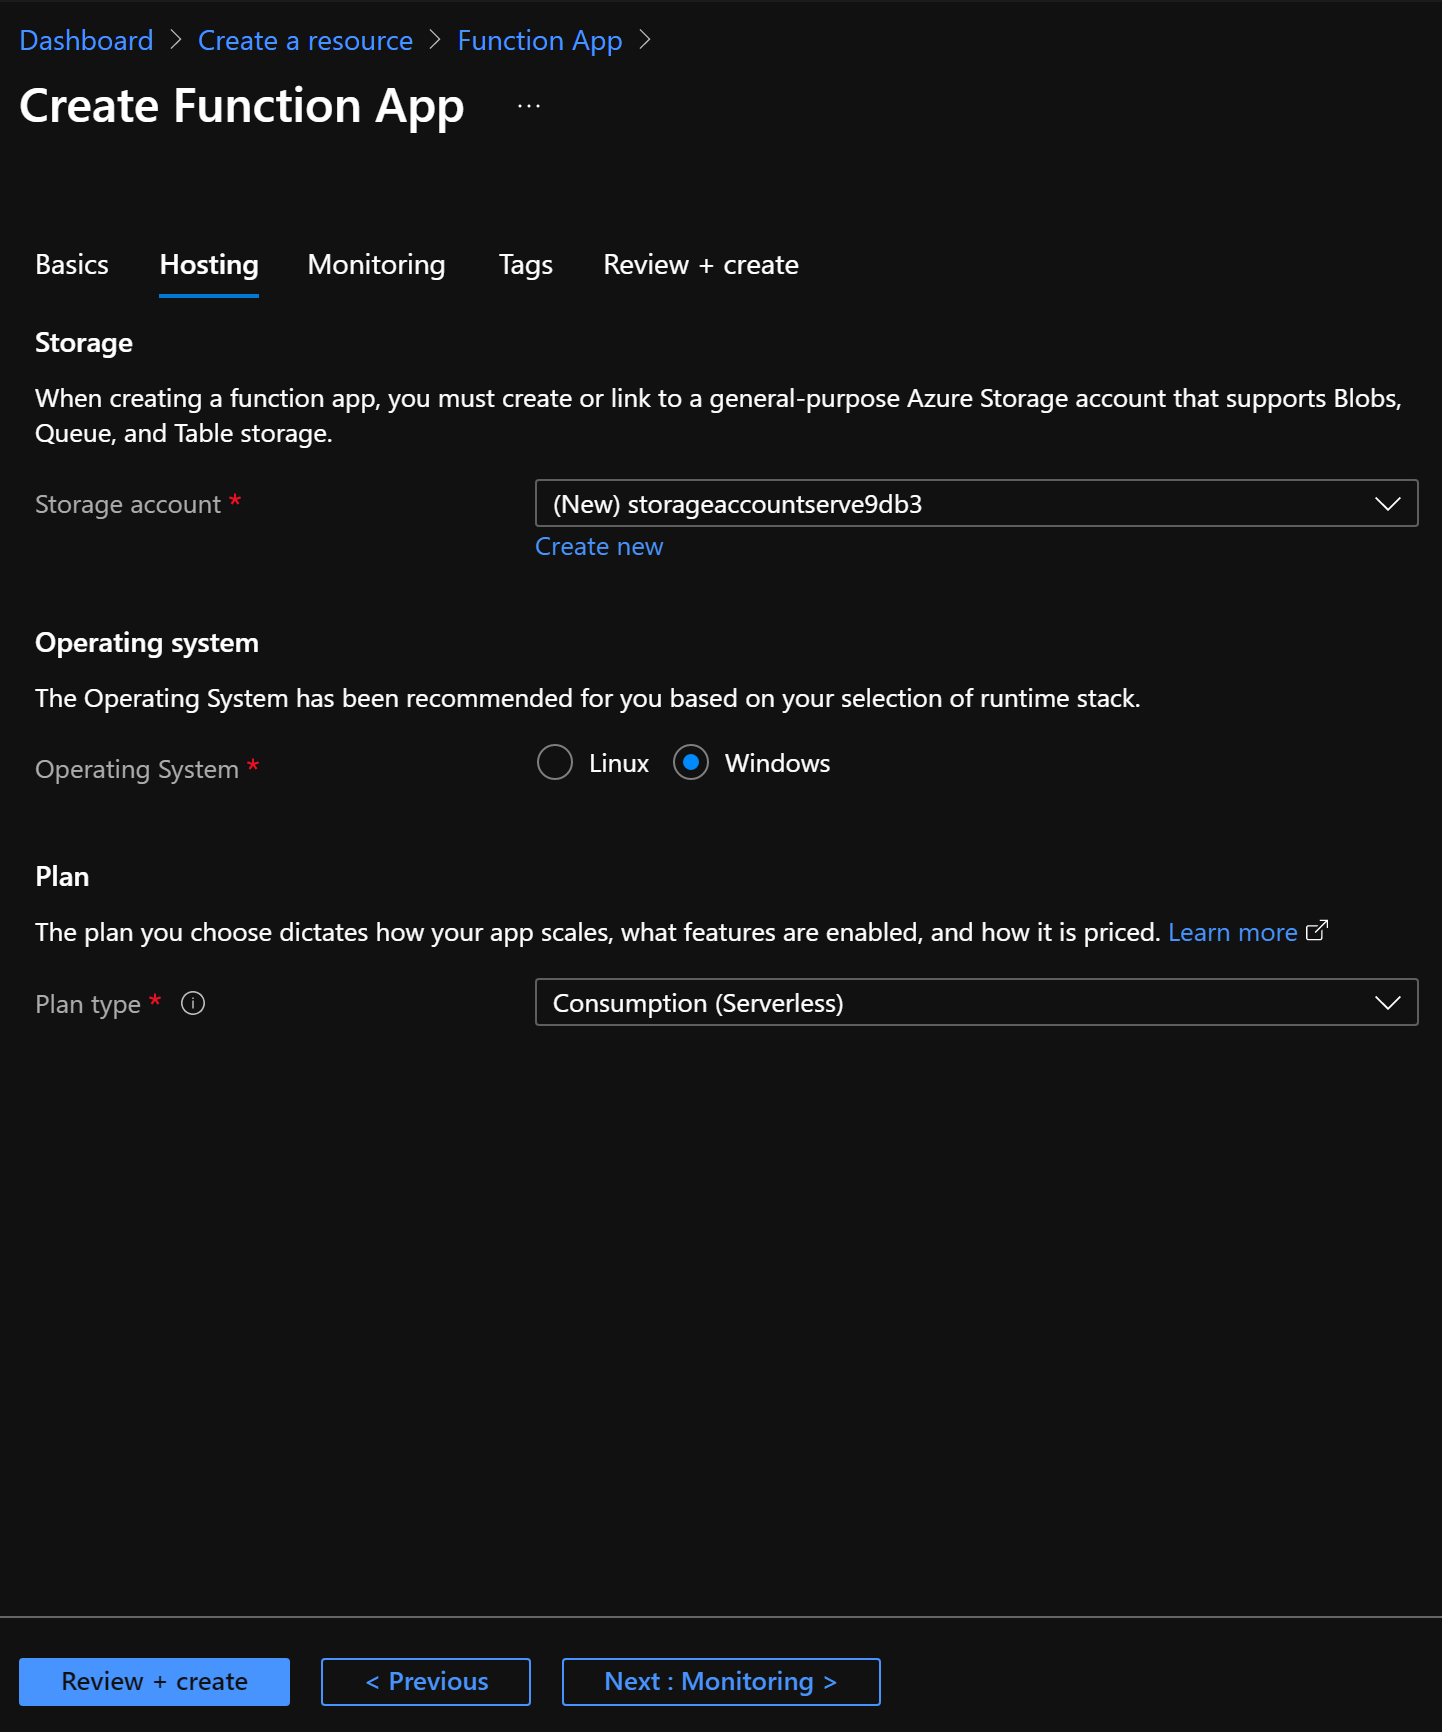 Dashboard > Create a resource > Function App >
Create Function App ...
Basics Hosting Monitoring Tags Review + create
Storage
When creating a function app, you must create or link to a general-purpose Azure Storage account that supports Blobs,
Queue, and Table storage.
Storage account * (New) storageaccountserve9db3
Create new
Operating system
The Operating System has been recommended for you based on your selection of runtime stack.
Operating System * Linux Windows
Plan
The plan you choose dictates how your app scales, what features are enabled, and how it is priced. Learn more
Plan type * Consumption (Serverless)
Review + create < Previous Next : Monitoring >